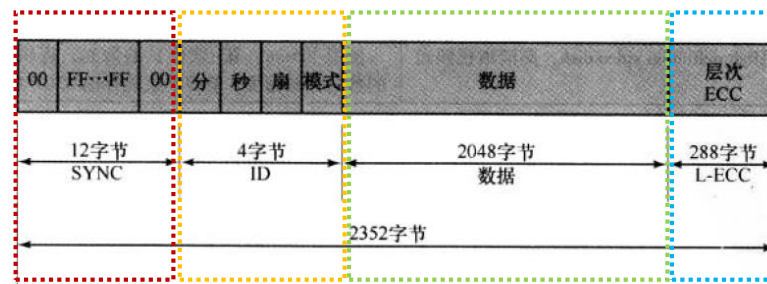 00 FF…FF 00 分 秒 扇 模式 数据 层次
ECC
12字节 4字节 2048字节 288字节
SYNC ID 数据 L-ECC
2352字节